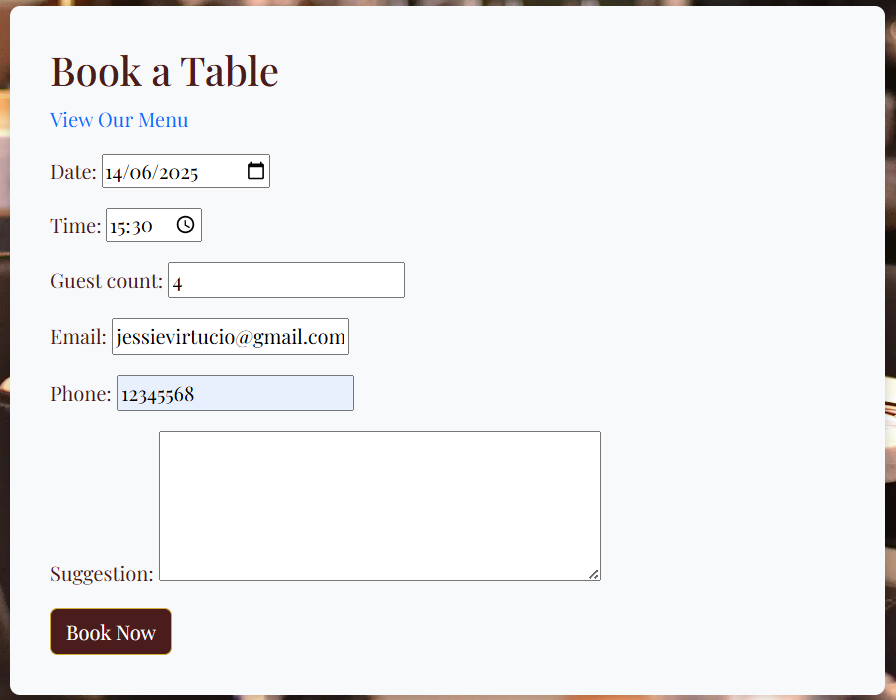 Book a Table
View Our Menu
Date: 14/06/2025
Time: 15:30
Guest count: 4
Email: jessievirtucio@gmail.com
Phone: 12345568
Suggestion:
Book Now